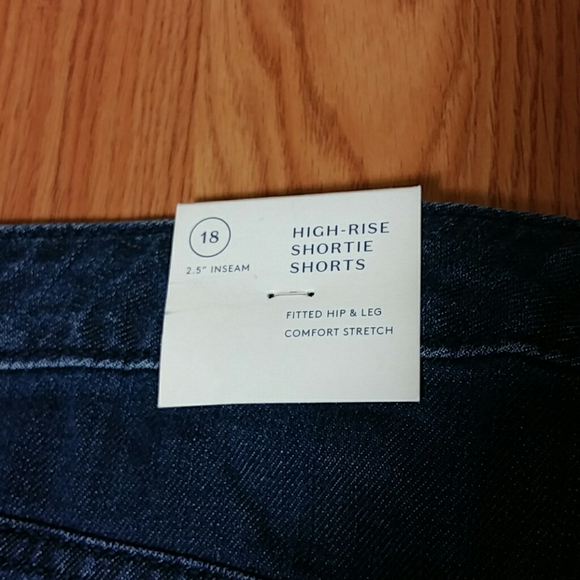 18
2.5" INSEAM
HIGH-RISE
SHORTIE
SHORTS
FITTED HIP & LEG
COMFORT STRETCH